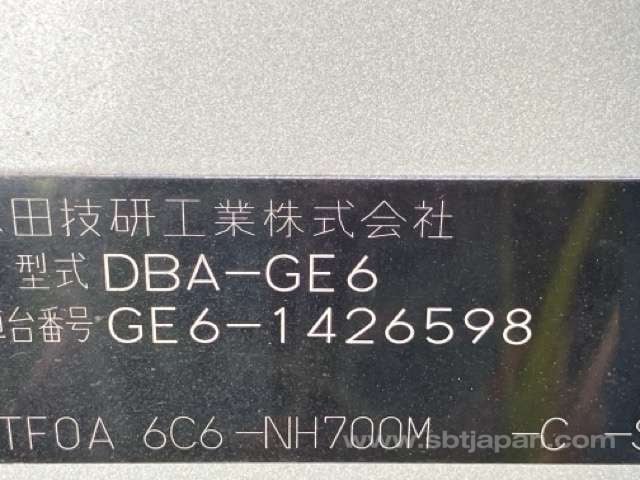 田技研工業株式会社
型式 DBA-GE6
台番号 GE6-1426598
TF0A 6C6-NH700M -C -S
www.sbtjapan.com